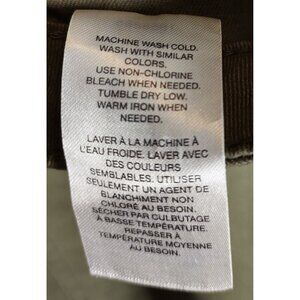 MACHINE WASH COLD.
WASH WITH SIMILAR
COLORS.
USE NON-CHLORINE
BLEACH WHEN NEEDED.
TUMBLE DRY LOW.
WARM IRON WHEN
NEEDED.
LAVER À LA MACHINE À
L'EAU FROIDE. LAVER AVEC
DES COULEURS
SEMBLABLES. UTILISER
SEULEMENT UN AGENT DE
BLANCHIMENT NON
CHLORÉ AU BESOIN.
SÉCHER PAR CULBUTAGE
À BASSE TEMPÉRATURE.
REPASSER À
TEMPÉRATURE MOYENNE
AU BESOIN.